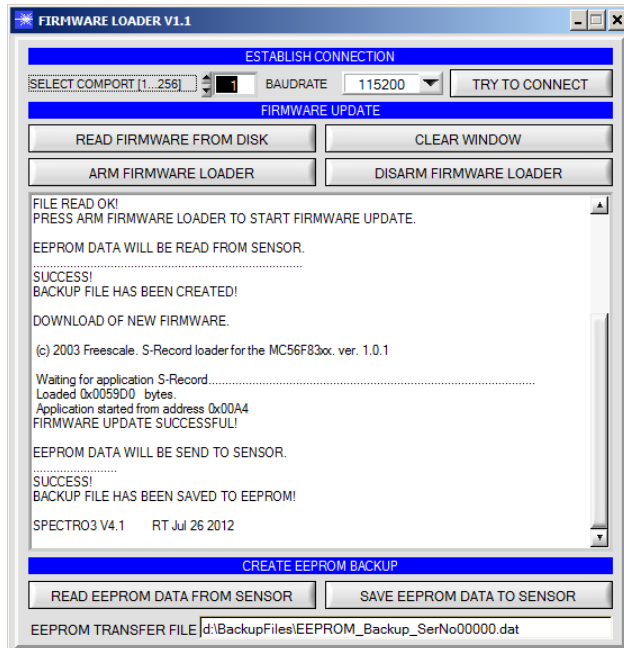 FIRMWARE LOADER V1.1
ESTABLISH CONNECTION
SELECT COMPORT [1...256] 1 BAUDRATE 115200 TRY TO CONNECT
FIRMWARE UPDATE
READ FIRMWARE FROM DISK CLEAR WINDOW
ARM FIRMWARE LOADER DISARM FIRMWARE LOADER
FILE READ OK!
PRESS ARM FIRMWARE LOADER TO START FIRMWARE UPDATE.
EEPROM DATA WILL BE READ FROM SENSOR.
..........................................................................
SUCCESS!
BACKUP FILE HAS BEEN CREATED!
DOWNLOAD OF NEW FIRMWARE.
(c) 2003 Freescale. S-Record loader for the MC56F83xx. ver. 1.0.1
Waiting for application S-Record..........................................................................................
Loaded 0x0059D0 bytes.
Application started from address 0x00A4
FIRMWARE UPDATE SUCCESSFUL!
EEPROM DATA WILL BE SEND TO SENSOR.
.......................
SUCCESS!
BACKUP FILE HAS BEEN SAVED TO EEPROM!
SPECTRO3 V4.1 RT Jul 26 2012
CREATE EEPROM BACKUP
READ EEPROM DATA FROM SENSOR SAVE EEPROM DATA TO SENSOR
EEPROM TRANSFER FILE d:\BackupFiles\EEPROM_Backup_SerNo00000.dat